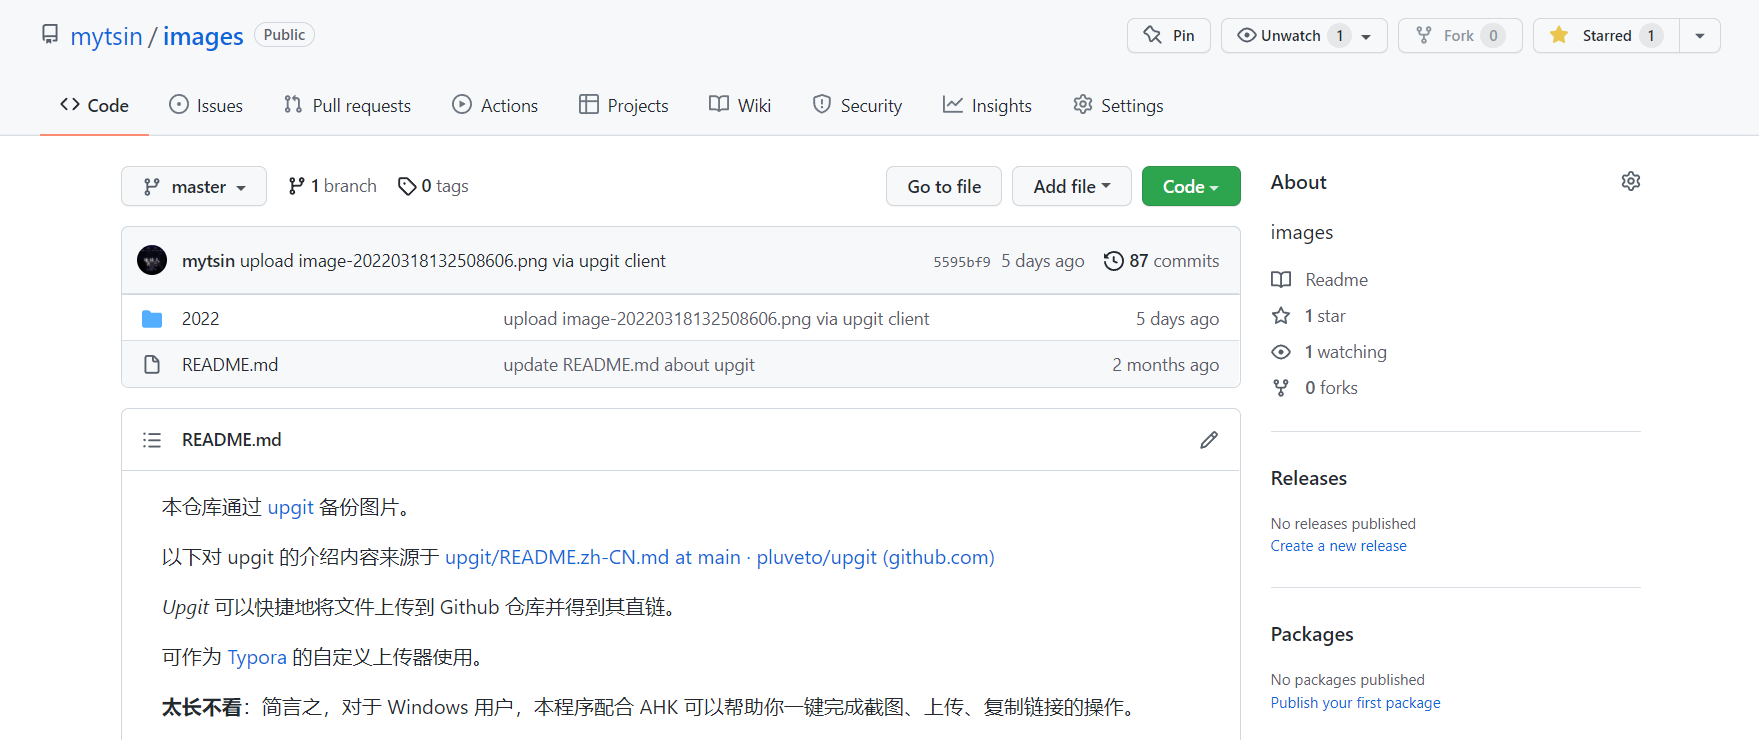 mytsin / images Public
Pin Unwatch 1 Fork 0 Starred 1
Code Issues Pull requests Actions Projects Wiki Security Insights Settings
master 1 branch 0 tags Go to file Add file Code
mytsin upload image-20220318132508606.png via upgit client 5595bf9 5 days ago 87 commits
2022 upload image-20220318132508606.png via upgit client 5 days ago
README.md update README.md about upgit 2 months ago
README.md
本仓库通过 upgit 备份图片。
以下对 upgit 的介绍内容来源于 upgit/README.zh-CN.md at main · pluveto/upgit (github.com)
Upgit 可以快捷地将文件上传到 Github 仓库并得到其直链。
可作为 Typora 的自定义上传器使用。
太长不看：简言之，对于 Windows 用户，本程序配合 AHK 可以帮助你一键完成截图、上传、复制链接的操作。
About
images
Readme
1 star
1 watching
0 forks
Releases
No releases published
Create a new release
Packages
No packages published
Publish your first package